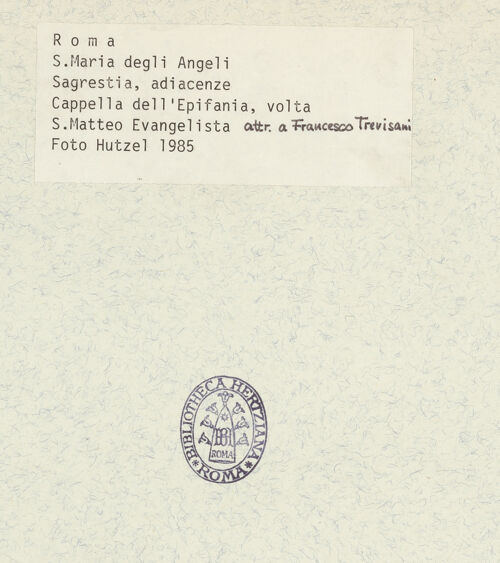 R o m a
S.Maria degli Angeli
Sagrestia, adiacenze
Cappella dell'Epifania, volta
S.Matteo Evangelista attr. a Francesco Trevisani
Foto Hutzel 1985
BIBLIOTHECA HERTZIANA
BH
ROMA
* ROMA *